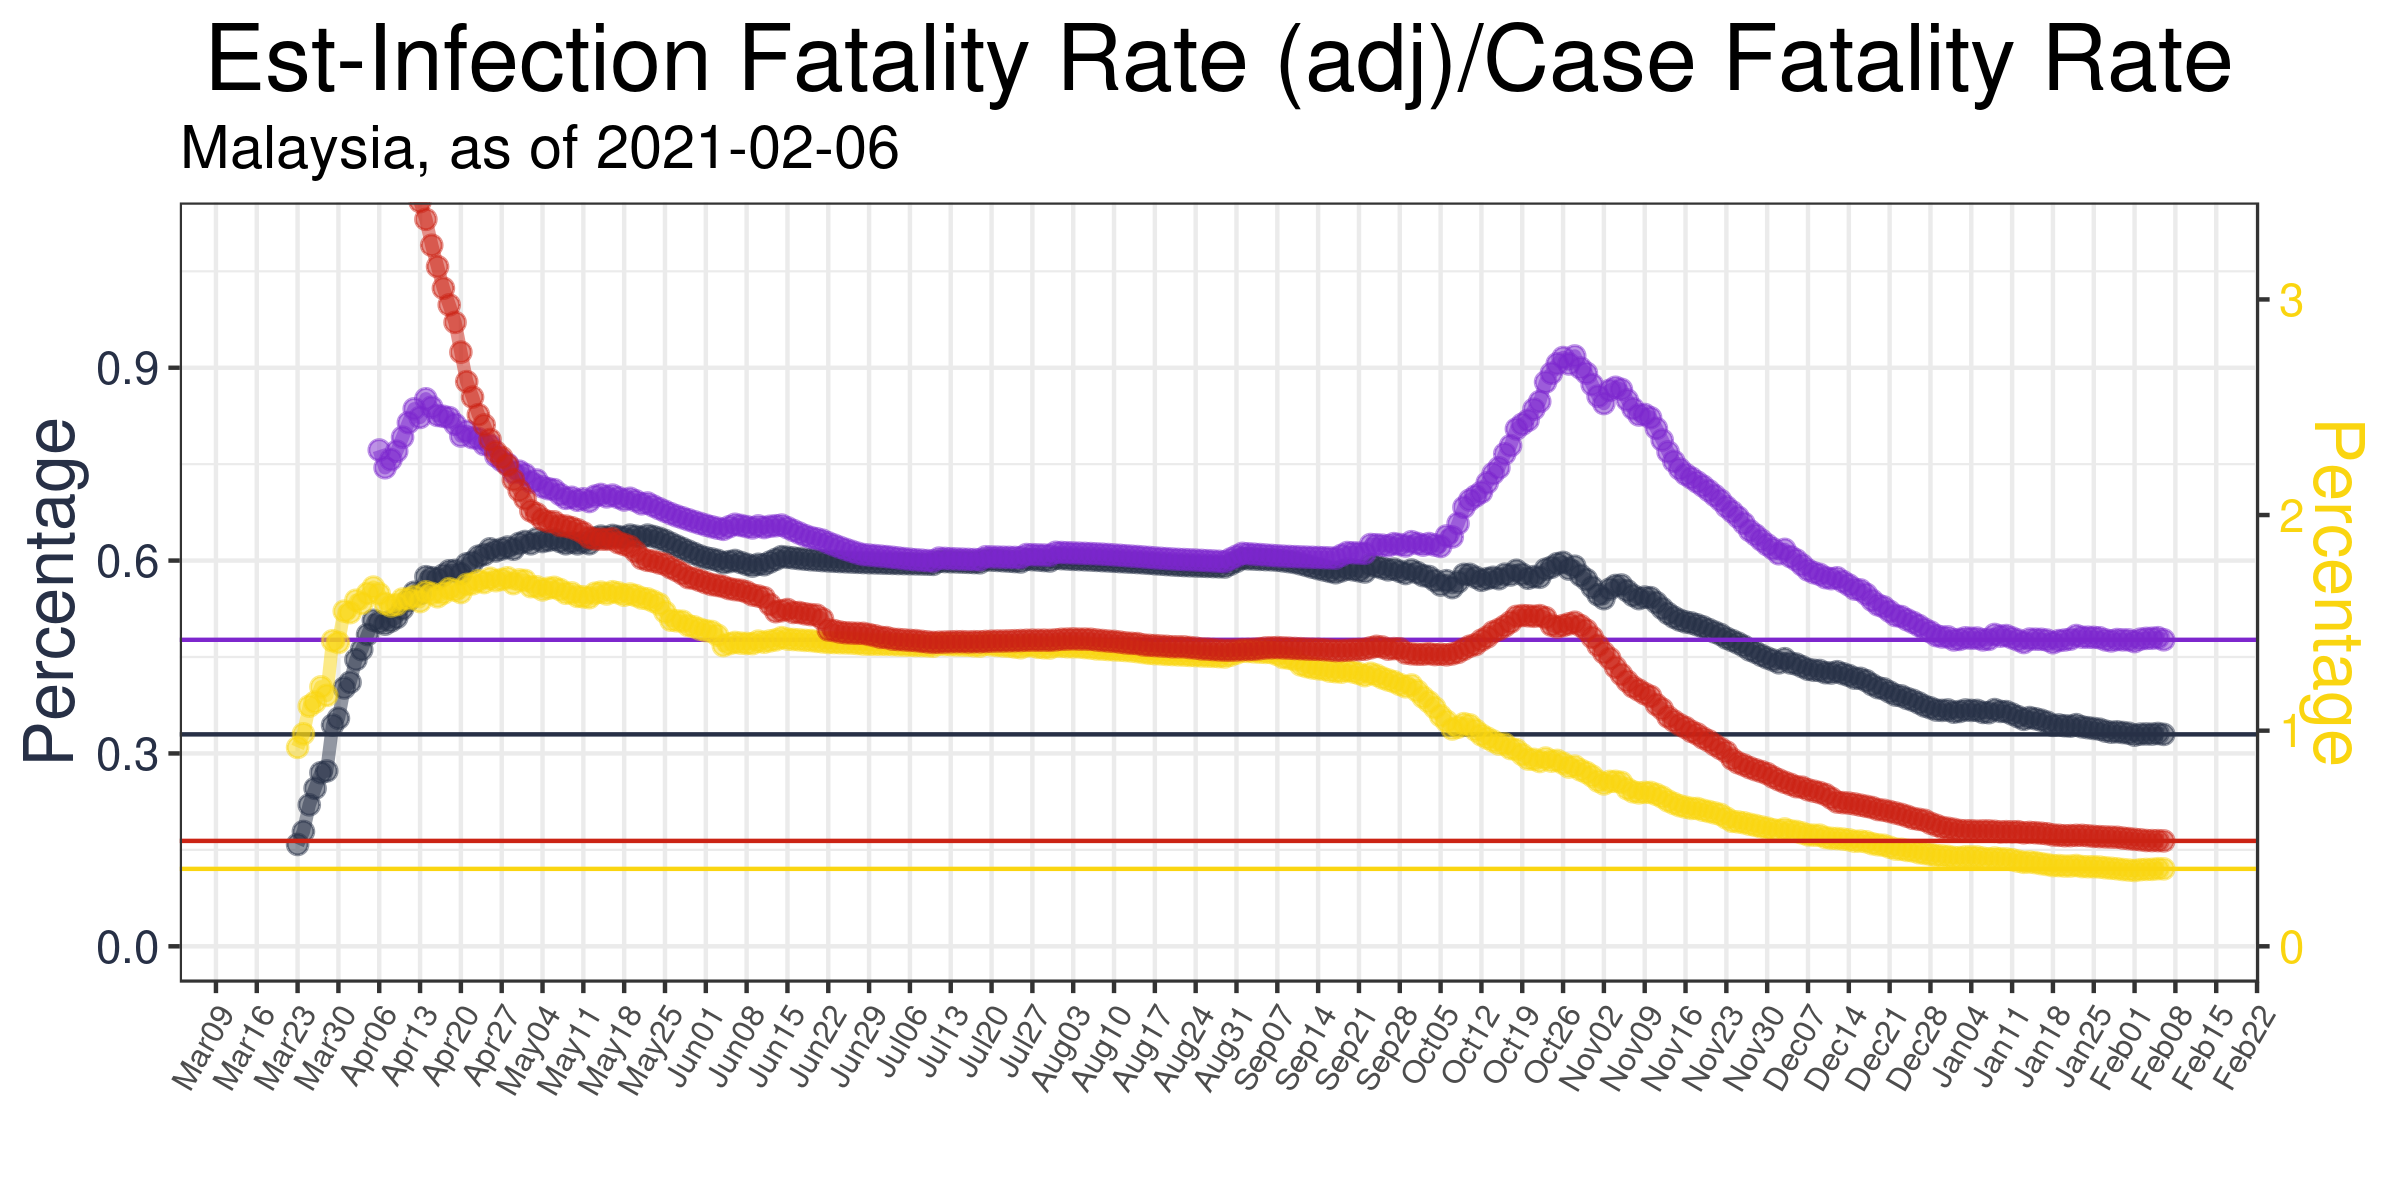 Est-Infection Fatality Rate (adj)/Case Fatality Rate
Malaysia, as of 2021-02-06
Percentage
0.9
0.6
0.3
0.0
3
2
1
0
Percentage
Mar09 Mar16 Mar23 Mar30 Apr06 Apr13 Apr20 Apr27 May04 May11 May18 May25 Jun01 Jun08 Jun15 Jun22 Jun29 Jul06 Jul13 Jul20 Jul27 Aug03 Aug10 Aug17 Aug24 Aug31 Sep07 Sep14 Sep21 Sep28 Oct05 Oct12 Oct19 Oct26 Nov02 Nov09 Nov16 Nov23 Nov30 Dec07 Dec14 Dec21 Dec28 Jan04 Jan11 Jan18 Jan25 Feb01 Feb08 Feb15 Feb22